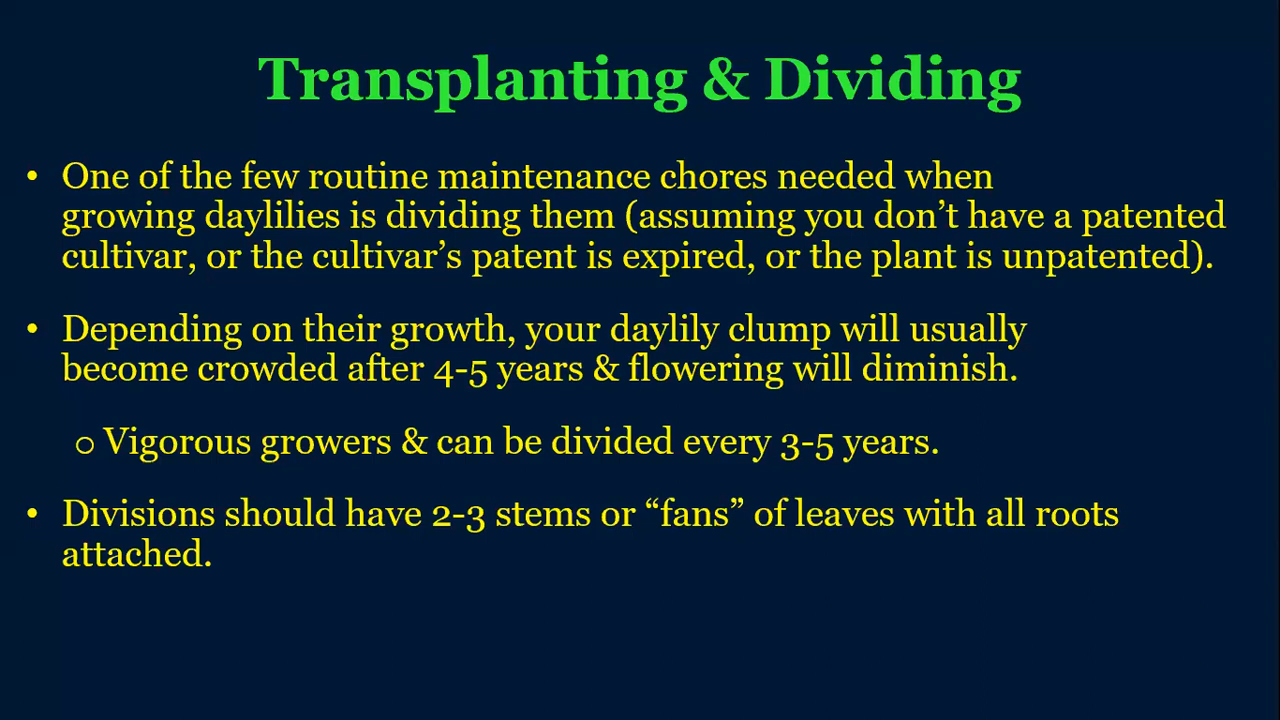 Transplanting & Dividing
• One of the few routine maintenance chores needed when
growing daylilies is dividing them (assuming you don’t have a patented
cultivar, or the cultivar’s patent is expired, or the plant is unpatented).
• Depending on their growth, your daylily clump will usually
become crowded after 4-5 years & flowering will diminish.
o Vigorous growers & can be divided every 3-5 years.
• Divisions should have 2-3 stems or “fans” of leaves with all roots
attached.